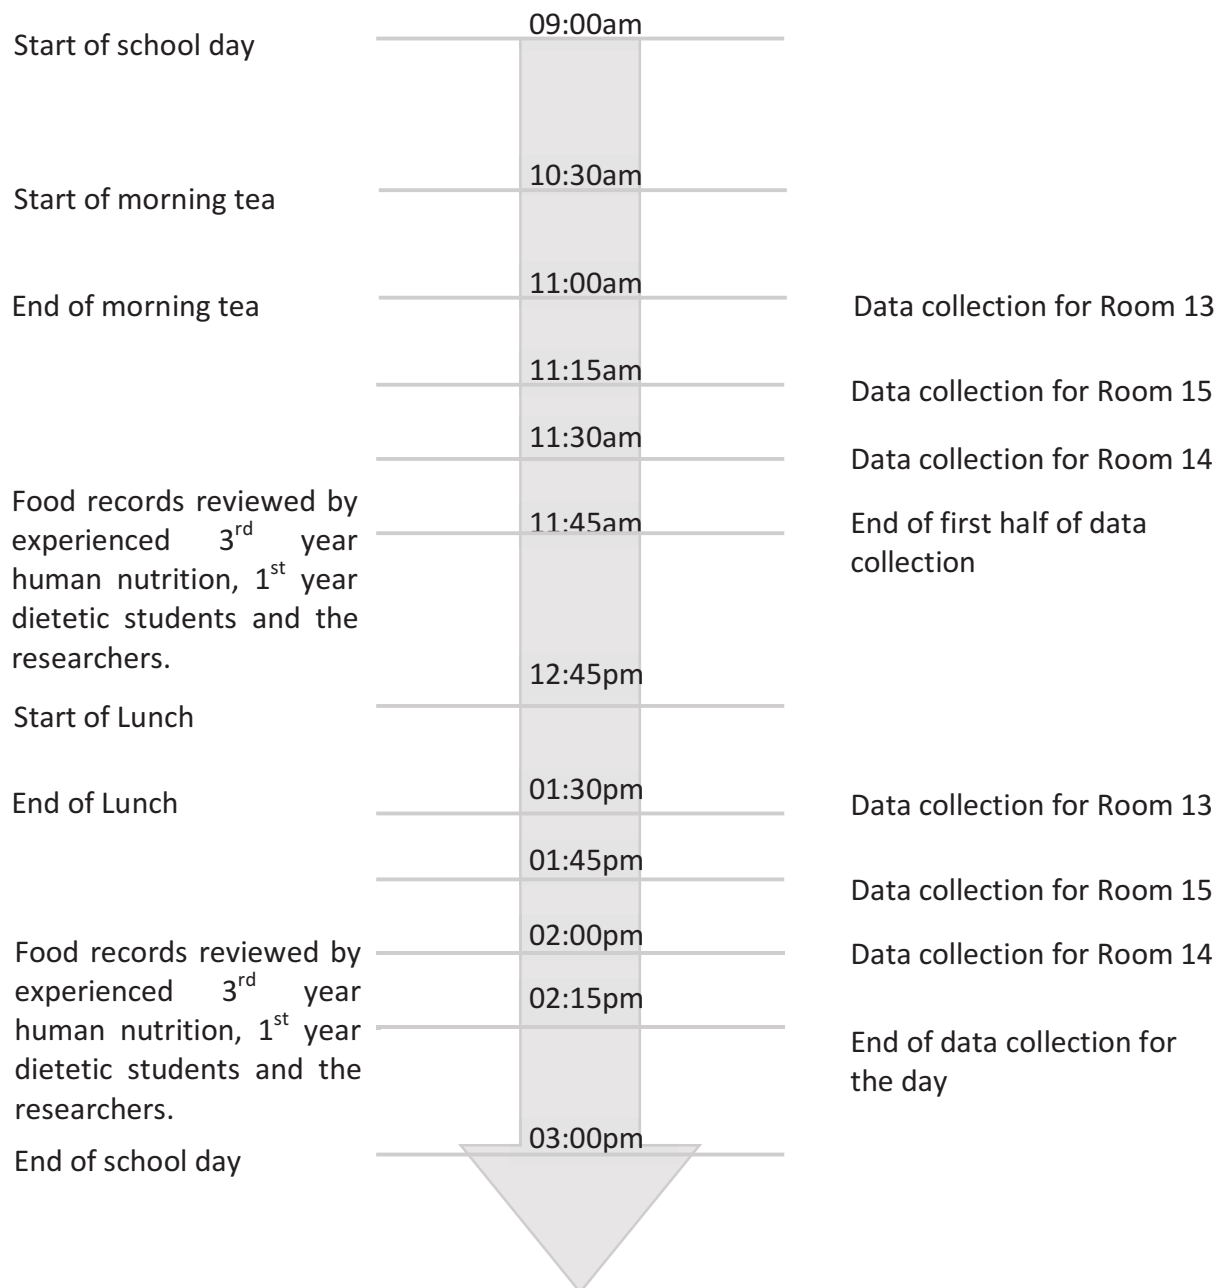 09:00am
Start of school day
10:30am
Start of morning tea
11:00am
End of morning tea
Data collection for Room 13
11:15am
Data collection for Room 15
11:30am
Data collection for Room 14
Food records reviewed by
experienced 3rd year
human nutrition, 1st year
dietetic students and the
researchers.
11:45am
End of first half of data
collection
12:45pm
Start of Lunch
01:30pm
End of Lunch
Data collection for Room 13
01:45pm
Data collection for Room 15
02:00pm
Data collection for Room 14
Food records reviewed by
experienced 3rd year
human nutrition, 1st year
dietetic students and the
researchers.
02:15pm
End of data collection for
the day
03:00pm
End of school day